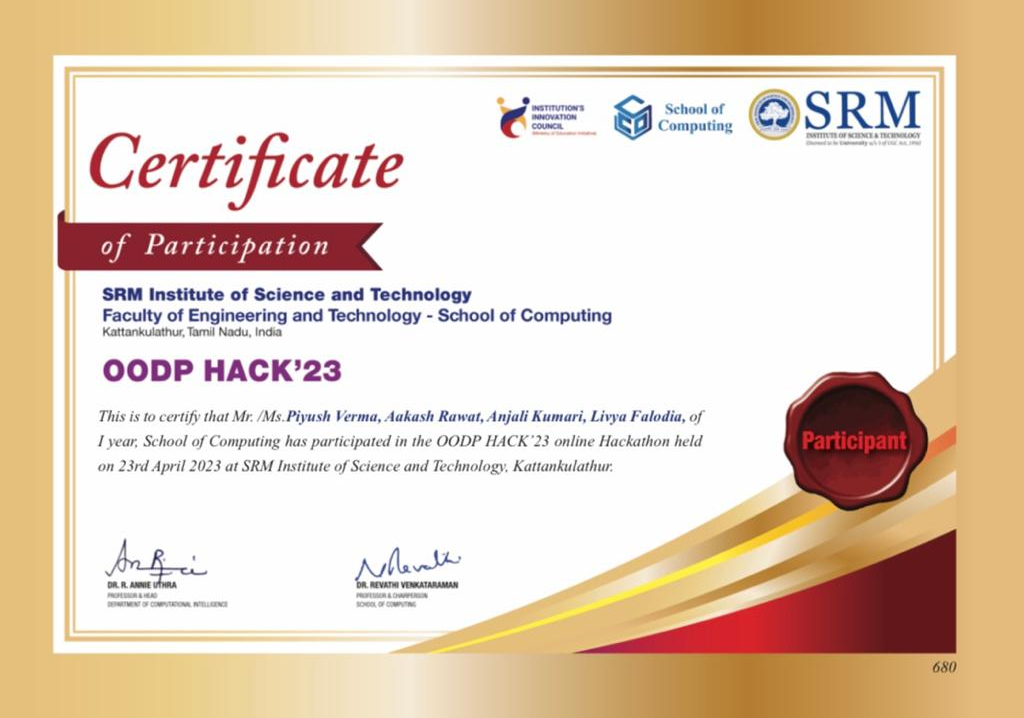 INSTITUTION'S
INNOVATION
COUNCIL
Ministry of Education Initiative
School of
Computing
SRM
INSTITUTE OF SCIENCE & TECHNOLOGY
(Deemed to be University u/s 3 of UGC Act, 1956)
Certificate
of Participation
SRM Institute of Science and Technology
Faculty of Engineering and Technology - School of Computing
Kattankulathur, Tamil Nadu, India
OODP HACK’23
This is to certify that Mr. /Ms.Piyush Verma, Aakash Rawat, Anjali Kumari, Livya Falodia, of
I year, School of Computing has participated in the OODP HACK’23 online Hackathon held
on 23rd April 2023 at SRM Institute of Science and Technology, Kattankulathur.
Participant
DR. R. ANNIE UTHRA
PROFESSOR & HEAD
DEPARTMENT OF COMPUTATIONAL INTELLIGENCE
N Revathi
DR. REVATHI VENKATARAMAN
PROFESSOR & CHAIRPERSON
SCHOOL OF COMPUTING
680